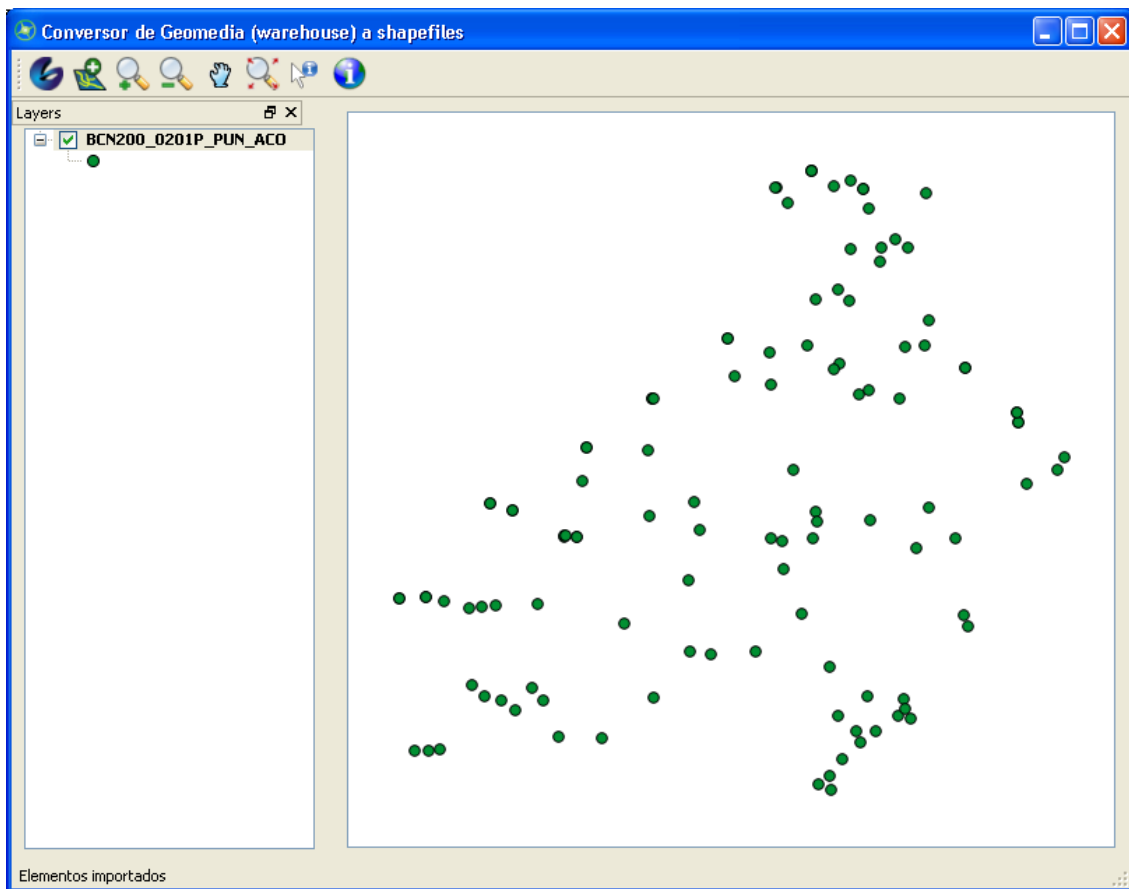 Conversor de Geomedia (warehouse) a shapefiles
Layers
BCN200_0201P_PUN_ACO
Elementos importados